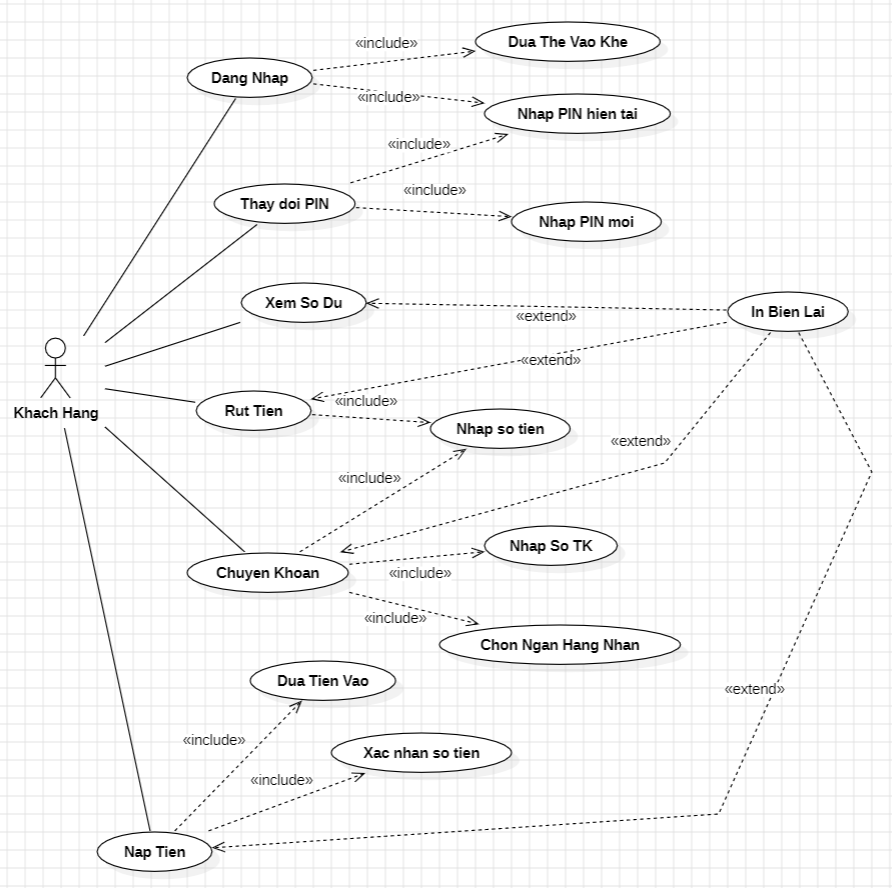 «include»
Dua The Vao Khe
Dang Nhap
«include»
Nhap PIN hien tai
«include»
«include»
Thay doi PIN
Nhap PIN moi
Xem So Du
«extend»
In Bien Lai
«extend»
Khach Hang
Rut Tien
«include»
Nhap so tien
«extend»
«include»
Nhap So TK
Chuyen Khoan
«include»
«include»
Chon Ngan Hang Nhan
Dua Tien Vao
«extend»
«include»
Xac nhan so tien
«include»
Nap Tien